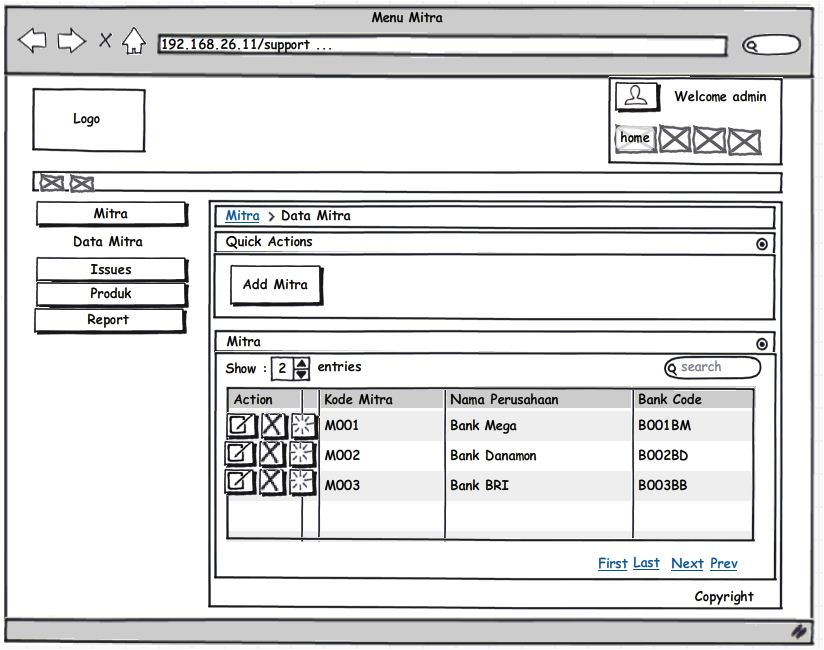 Menu Mitra
192.168.26.11/support ...
Logo
Welcome admin
home
Mitra
Data Mitra
Issues
Produk
Report
Mitra > Data Mitra
Quick Actions
Add Mitra
Mitra
Show : 2 entries
search
Action Kode Mitra Nama Perusahaan Bank Code
M001 Bank Mega B001BM
M002 Bank Danamon B002BD
M003 Bank BRI B003BB
First Last Next Prev
Copyright